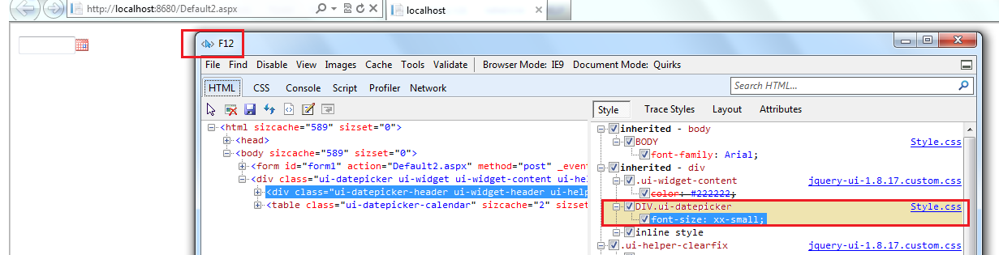 http://localhost:8680/Default2.aspx
localhost
F12
File Find Disable View Images Cache Tools Validate Browser Mode: IE9 Document Mode: Quirks
HTML CSS Console Script Profiler Network
Search HTML...
Style Trace Styles Layout Attributes
<html sizcache="589" sizset="0">
<head>
<body sizcache="589" sizset="0">
<form id="form1" action="Default2.aspx" method="post" _event
<div class="ui-datepicker ui-widget ui-widget-content ui-hel
<div class="ui-datepicker-header ui-widget-header ui-help
<table class="ui-datepicker-calendar" sizcache="2" sizset
inherited - body
BODY Style.css
font-family: Arial;
inherited - div
.ui-widget-content jquery-ui-1.8.17.custom.css
color: #222222;
DIV.ui-datepicker Style.css
font-size: xx-small;
inline style
.ui-helper-clearfix jquery-ui-1.8.17.custom.css